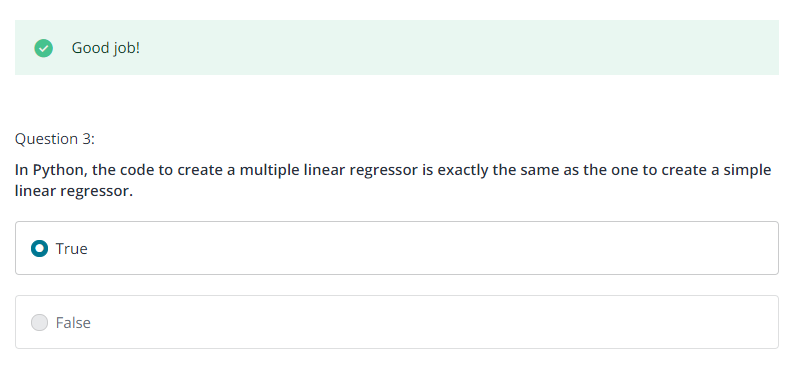 Good job!
Question 3:
In Python, the code to create a multiple linear regressor is exactly the same as the one to create a simple
linear regressor.
True
False